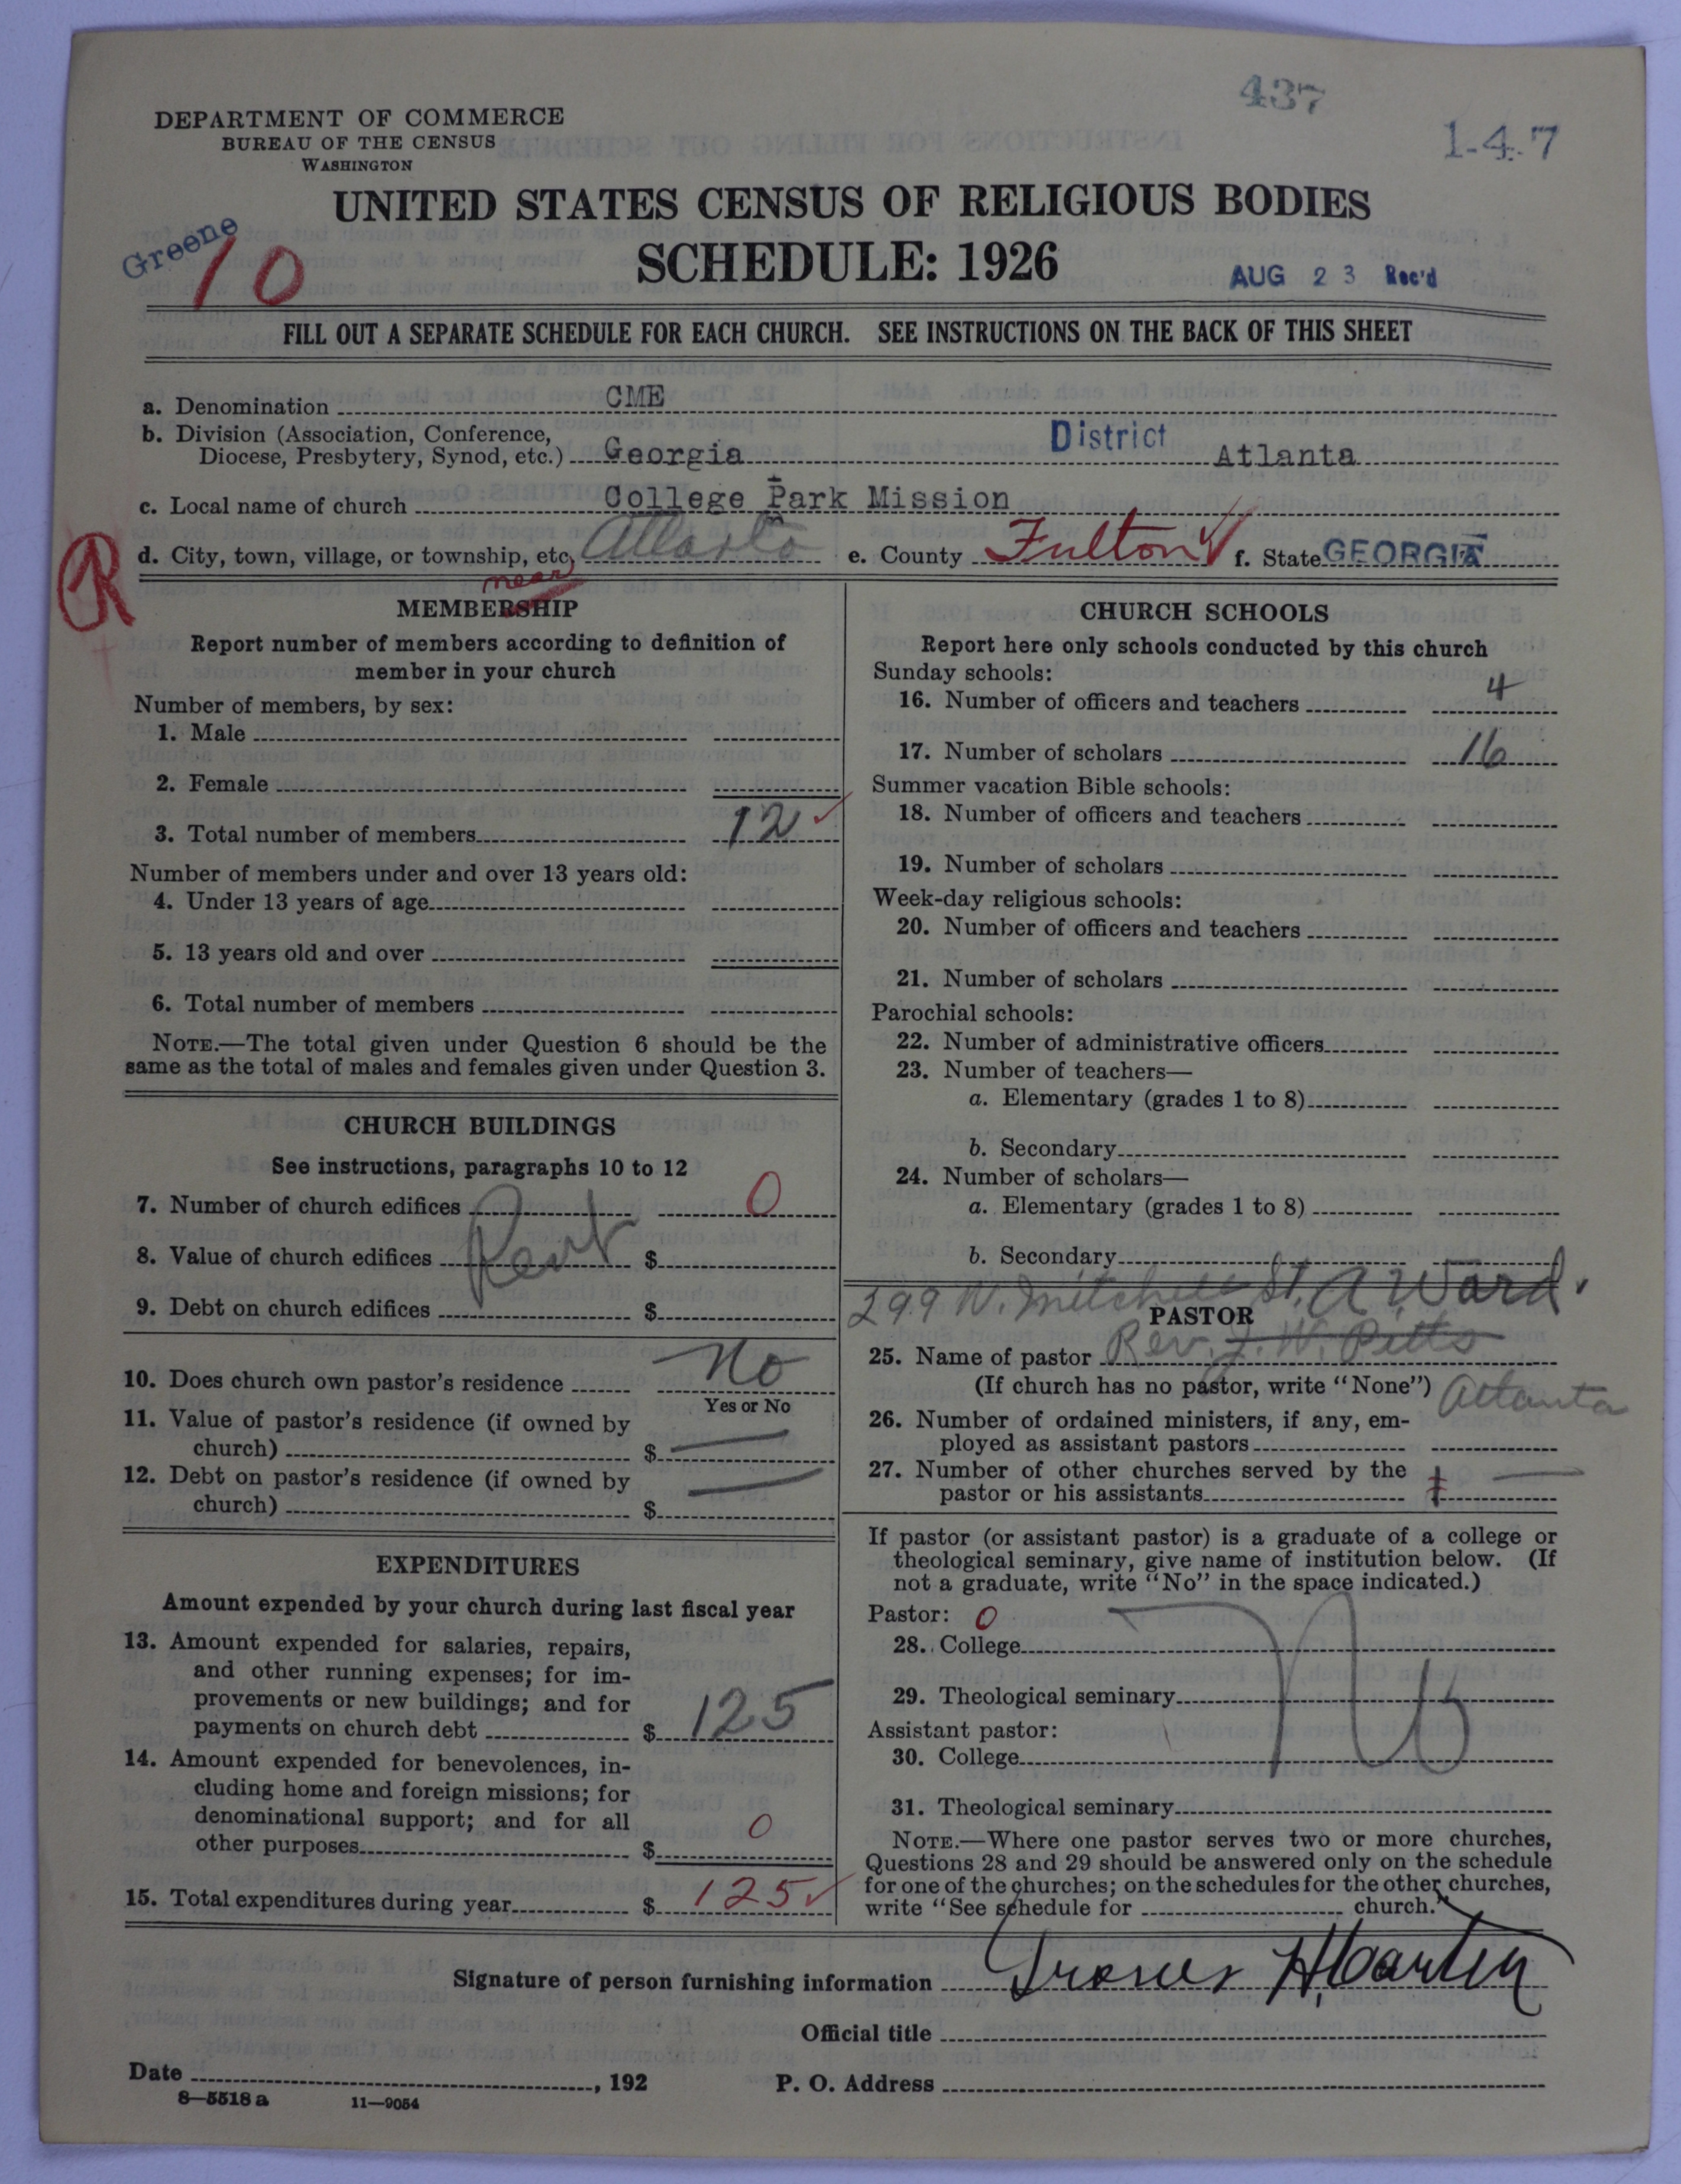 437
1-4-7
DEPARTMENT OF COMMERCE
BUREAU OF THE CENSUS
WASHINGTON
UNITED STATES CENSUS OF RELIGIOUS BODIES
SCHEDULE: 1926
Greene
10
AUG 23 Rec'd
FILL OUT A SEPARATE SCHEDULE FOR EACH CHURCH. SEE INSTRUCTIONS ON THE BACK OF THIS SHEET
a. Denomination CME
b. Division (Association, Conference, Diocese, Presbytery, Synod, etc.) Georgia District Atlanta
c. Local name of church College Park Mission
d. City, town, village, or township, etc. Atlanta e. County Fulton f. State GEORGIA
R
near
MEMBERSHIP
Report number of members according to definition of
member in your church
Number of members, by sex:
1. Male
2. Female
3. Total number of members 12
Number of members under and over 13 years old:
4. Under 13 years of age
5. 13 years old and over
6. Total number of members
NOTE.—The total given under Question 6 should be the
same as the total of males and females given under Question 3.
CHURCH BUILDINGS
See instructions, paragraphs 10 to 12
7. Number of church edifices 0
Rent
8. Value of church edifices $
9. Debt on church edifices $
10. Does church own pastor's residence No
Yes or No
11. Value of pastor's residence (if owned by
church) $ —
12. Debt on pastor's residence (if owned by
church) $ —
EXPENDITURES
Amount expended by your church during last fiscal year
13. Amount expended for salaries, repairs,
and other running expenses; for im-
provements or new buildings; and for
payments on church debt $ 125
14. Amount expended for benevolences, in-
cluding home and foreign missions; for
denominational support; and for all
other purposes $ 0
15. Total expenditures during year $ 125
CHURCH SCHOOLS
Report here only schools conducted by this church
Sunday schools:
16. Number of officers and teachers 4
17. Number of scholars 16
Summer vacation Bible schools:
18. Number of officers and teachers
19. Number of scholars
Week-day religious schools:
20. Number of officers and teachers
21. Number of scholars
Parochial schools:
22. Number of administrative officers
23. Number of teachers—
a. Elementary (grades 1 to 8)
b. Secondary
24. Number of scholars—
a. Elementary (grades 1 to 8)
b. Secondary
299 W. Mitchell St. A. Ward.
PASTOR
25. Name of pastor Rev. J. W. Pitts
(If church has no pastor, write "None") Atlanta
26. Number of ordained ministers, if any, em-
ployed as assistant pastors
27. Number of other churches served by the
pastor or his assistants —
If pastor (or assistant pastor) is a graduate of a college or
theological seminary, give name of institution below. (If
not a graduate, write "No" in the space indicated.)
Pastor: 0
28. College
No
29. Theological seminary
Assistant pastor:
30. College
31. Theological seminary
NOTE.—Where one pastor serves two or more churches,
Questions 28 and 29 should be answered only on the schedule
for one of the churches; on the schedules for the other churches,
write "See schedule for church."
Signature of person furnishing information
Official title
Date , 192 P. O. Address
8—5518 a 11—9054